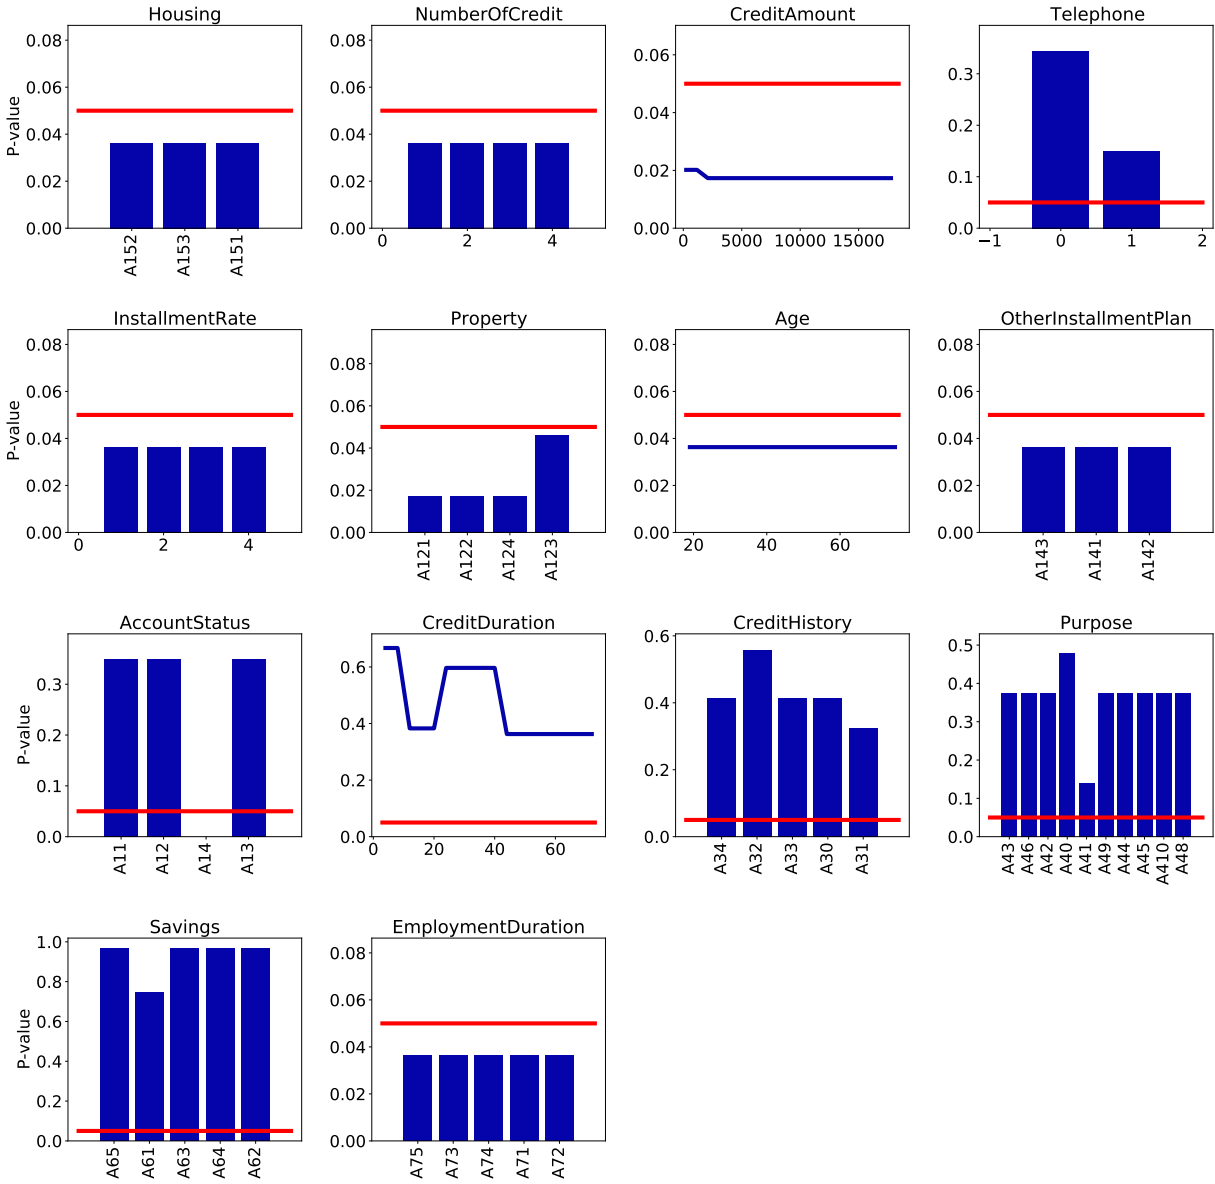 Housing NumberOfCredit CreditAmount Telephone
P-value
0.08 0.06 0.04 0.02 0.00
A152 A153 A151
0.08 0.06 0.04 0.02 0.00
0 2 4
0.06 0.04 0.02 0.00
0 5000 10000 15000
0.3 0.2 0.1 0.0
−1 0 1 2
InstallmentRate Property Age OtherInstallmentPlan
P-value
0.08 0.06 0.04 0.02 0.00
0 2 4
0.08 0.06 0.04 0.02 0.00
A121 A122 A124 A123
0.08 0.06 0.04 0.02 0.00
20 40 60
0.08 0.06 0.04 0.02 0.00
A143 A141 A142
AccountStatus CreditDuration CreditHistory Purpose
P-value
0.3 0.2 0.1 0.0
A11 A12 A14 A13
0.6 0.4 0.2 0.0
0 20 40 60
0.6 0.4 0.2 0.0
A34 A32 A33 A30 A31
0.5 0.4 0.3 0.2 0.1 0.0
A43 A46 A42 A40 A41 A49 A44 A45 A410 A48
Savings EmploymentDuration
P-value
1.0 0.8 0.6 0.4 0.2 0.0
A65 A61 A63 A64 A62
0.08 0.06 0.04 0.02 0.00
A75 A73 A74 A71 A72